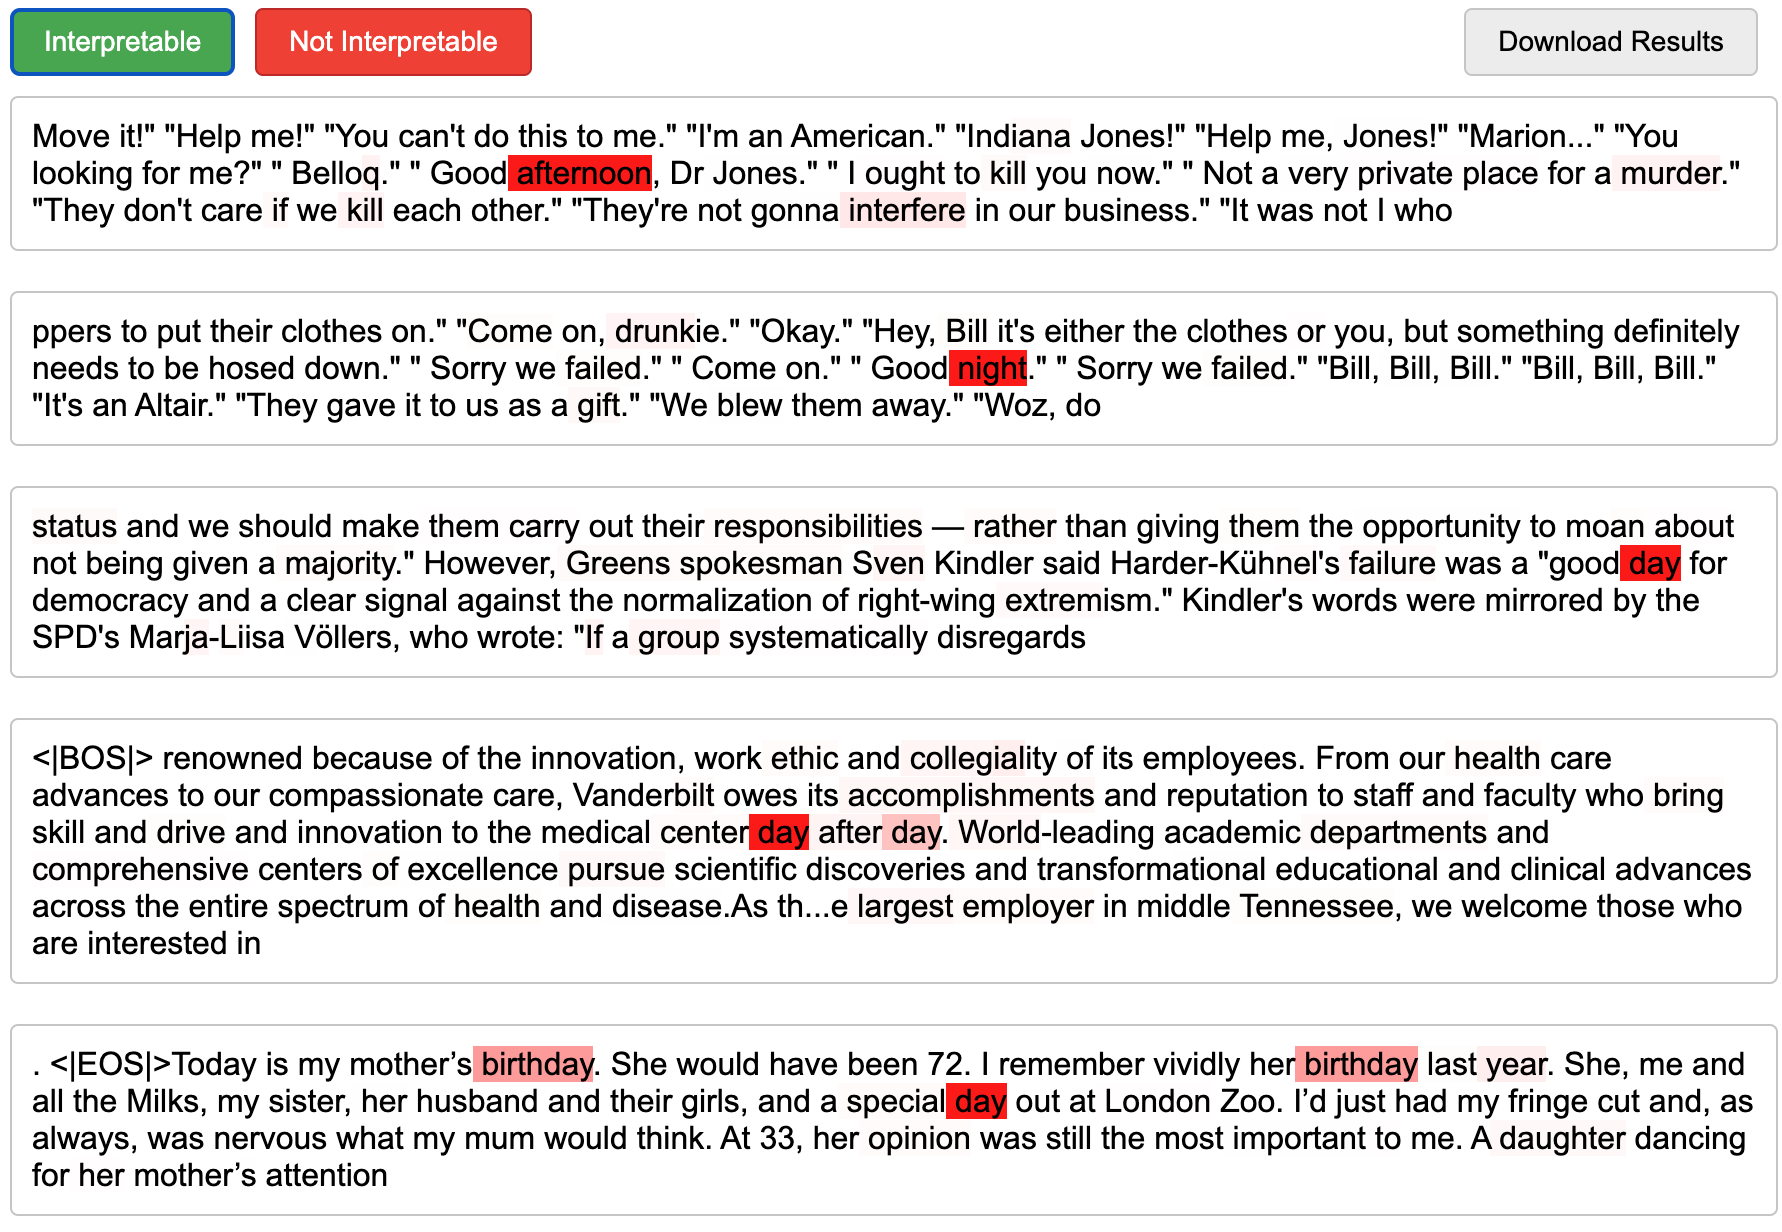 Interpretable
Not Interpretable
Download Results
Move it!" "Help me!" "You can't do this to me." "I'm an American." "Indiana Jones!" "Help me, Jones!" "Marion..." "You
looking for me?" " Belloq." " Good afternoon, Dr Jones." " I ought to kill you now." " Not a very private place for a murder."
"They don't care if we kill each other." "They're not gonna interfere in our business." "It was not I who
ppers to put their clothes on." "Come on, drunkie." "Okay." "Hey, Bill it's either the clothes or you, but something definitely
needs to be hosed down." " Sorry we failed." " Come on." " Good night." " Sorry we failed." "Bill, Bill, Bill." "Bill, Bill, Bill."
"It's an Altair." "They gave it to us as a gift." "We blew them away." "Woz, do
status and we should make them carry out their responsibilities — rather than giving them the opportunity to moan about
not being given a majority." However, Greens spokesman Sven Kindler said Harder-Kühnel's failure was a "good day for
democracy and a clear signal against the normalization of right-wing extremism." Kindler's words were mirrored by the
SPD's Marja-Liisa Völlers, who wrote: "If a group systematically disregards
<|BOS|> renowned because of the innovation, work ethic and collegiality of its employees. From our health care
advances to our compassionate care, Vanderbilt owes its accomplishments and reputation to staff and faculty who bring
skill and drive and innovation to the medical center day after day. World-leading academic departments and
comprehensive centers of excellence pursue scientific discoveries and transformational educational and clinical advances
across the entire spectrum of health and disease.As th...e largest employer in middle Tennessee, we welcome those who
are interested in
. <|EOS|>Today is my mother’s birthday. She would have been 72. I remember vividly her birthday last year. She, me and
all the Milks, my sister, her husband and their girls, and a special day out at London Zoo. I’d just had my fringe cut and, as
always, was nervous what my mum would think. At 33, her opinion was still the most important to me. A daughter dancing
for her mother’s attention